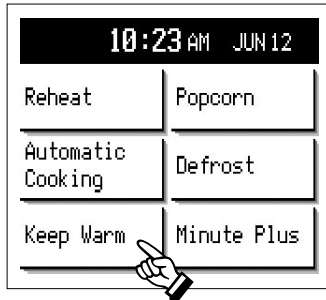 10:23 AM JUN 12
Reheat Popcorn
Automatic
Cooking
Defrost
Keep Warm Minute Plus